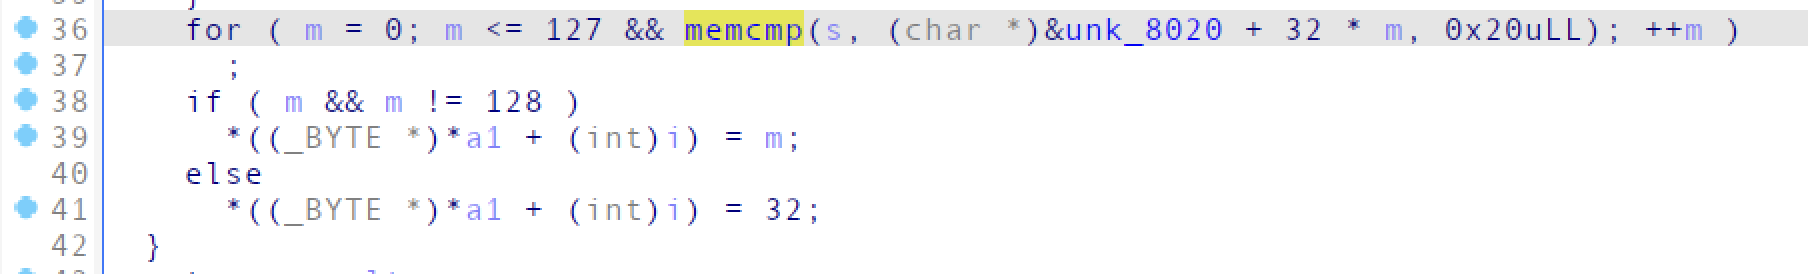 36 for ( m = 0; m <= 127 && memcmp(s, (char *)&unk_8020 + 32 * m, 0x20uLL); ++m )
37 ;
38 if ( m && m != 128 )
39 *((_BYTE *)*a1 + (int)i) = m;
40 else
41 *((_BYTE *)*a1 + (int)i) = 32;
42 }